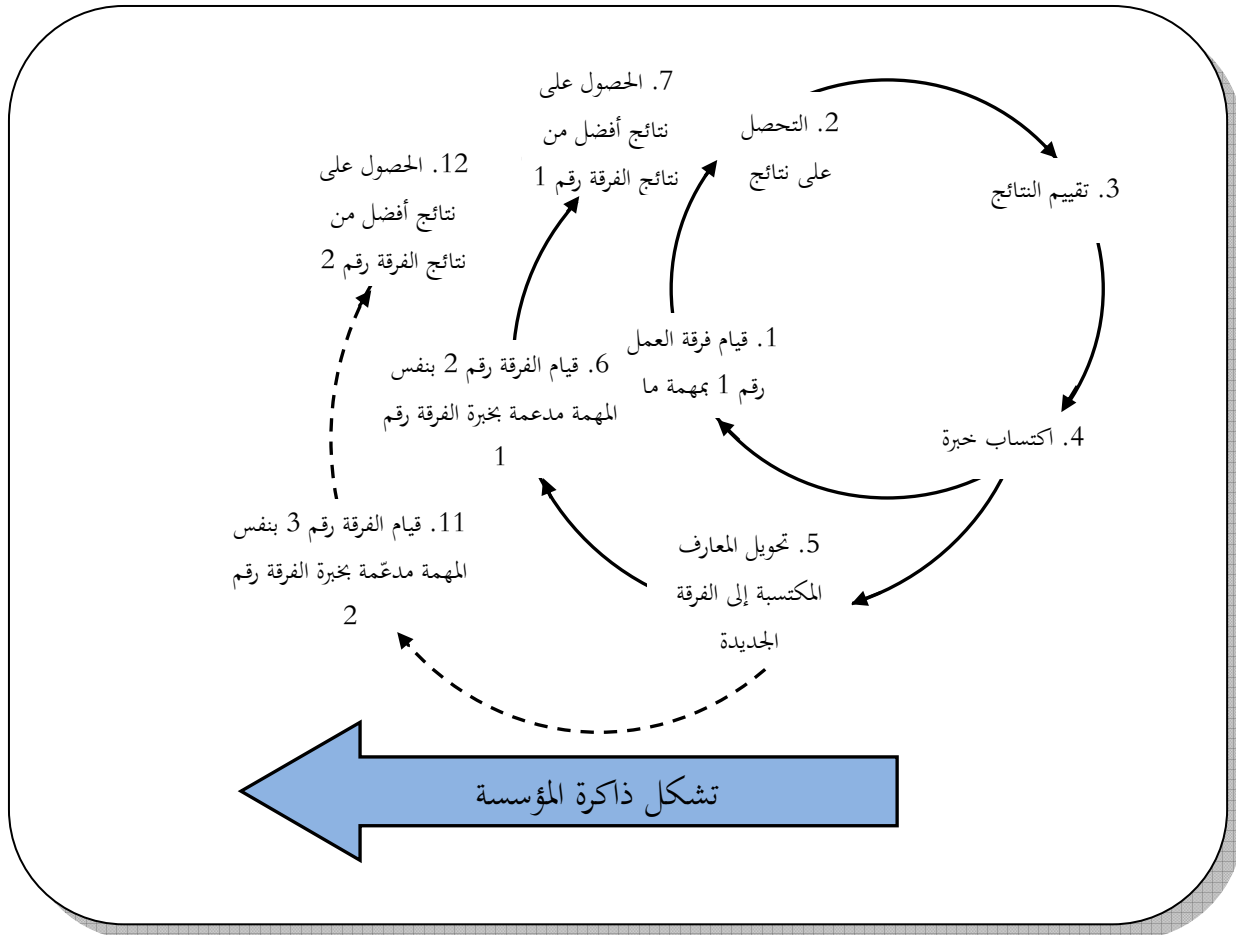 1. قيام فرقة العمل
رقم 1 بمهمة ما
2. التحصل
على نتائج
3. تقييم النتائج
4. اكتساب خبرة
5. تحويل المعارف
المكتسبة إلى الفرقة
الجديدة
6. قيام الفرقة رقم 2 بنفس
المهمة مدعمة بخبرة الفرقة رقم
1
7. الحصول على
نتائج أفضل من
نتائج الفرقة رقم 1
11. قيام الفرقة رقم 3 بنفس
المهمة مدعّمة بخبرة الفرقة رقم
2
12. الحصول على
نتائج أفضل من
نتائج الفرقة رقم 2
تشكل ذاكرة المؤسسة